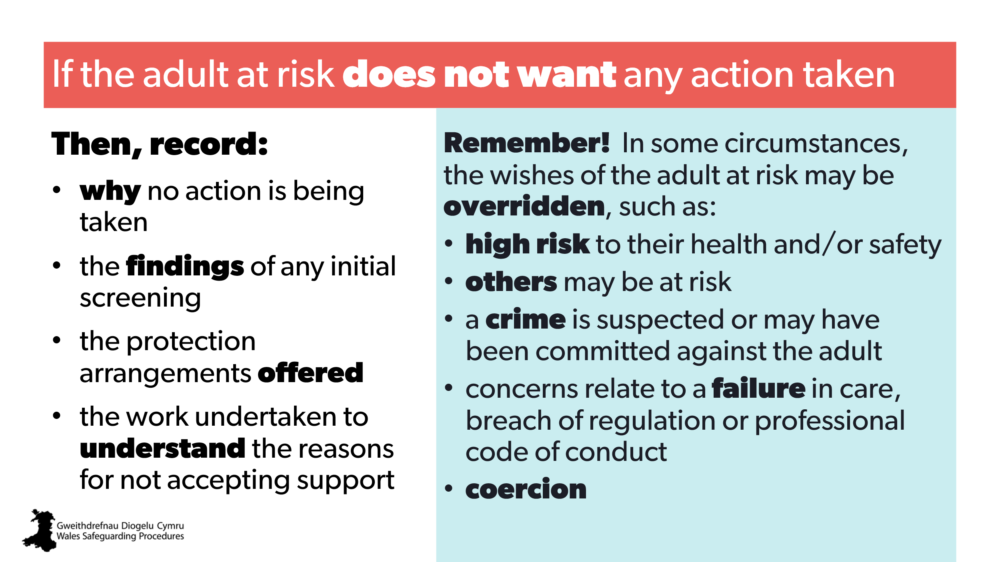 If the adult at risk does not want any action taken
Then, record:
• why no action is being
taken
• the findings of any initial
screening
• the protection
arrangements offered
• the work undertaken to
understand the reasons
for not accepting support
Remember! In some circumstances,
the wishes of the adult at risk may be
overridden, such as:
• high risk to their health and/or safety
• others may be at risk
• a crime is suspected or may have
been committed against the adult
• concerns relate to a failure in care,
breach of regulation or professional
code of conduct
• coercion
Gweithdrefnau Diogelu Cymru
Wales Safeguarding Procedures